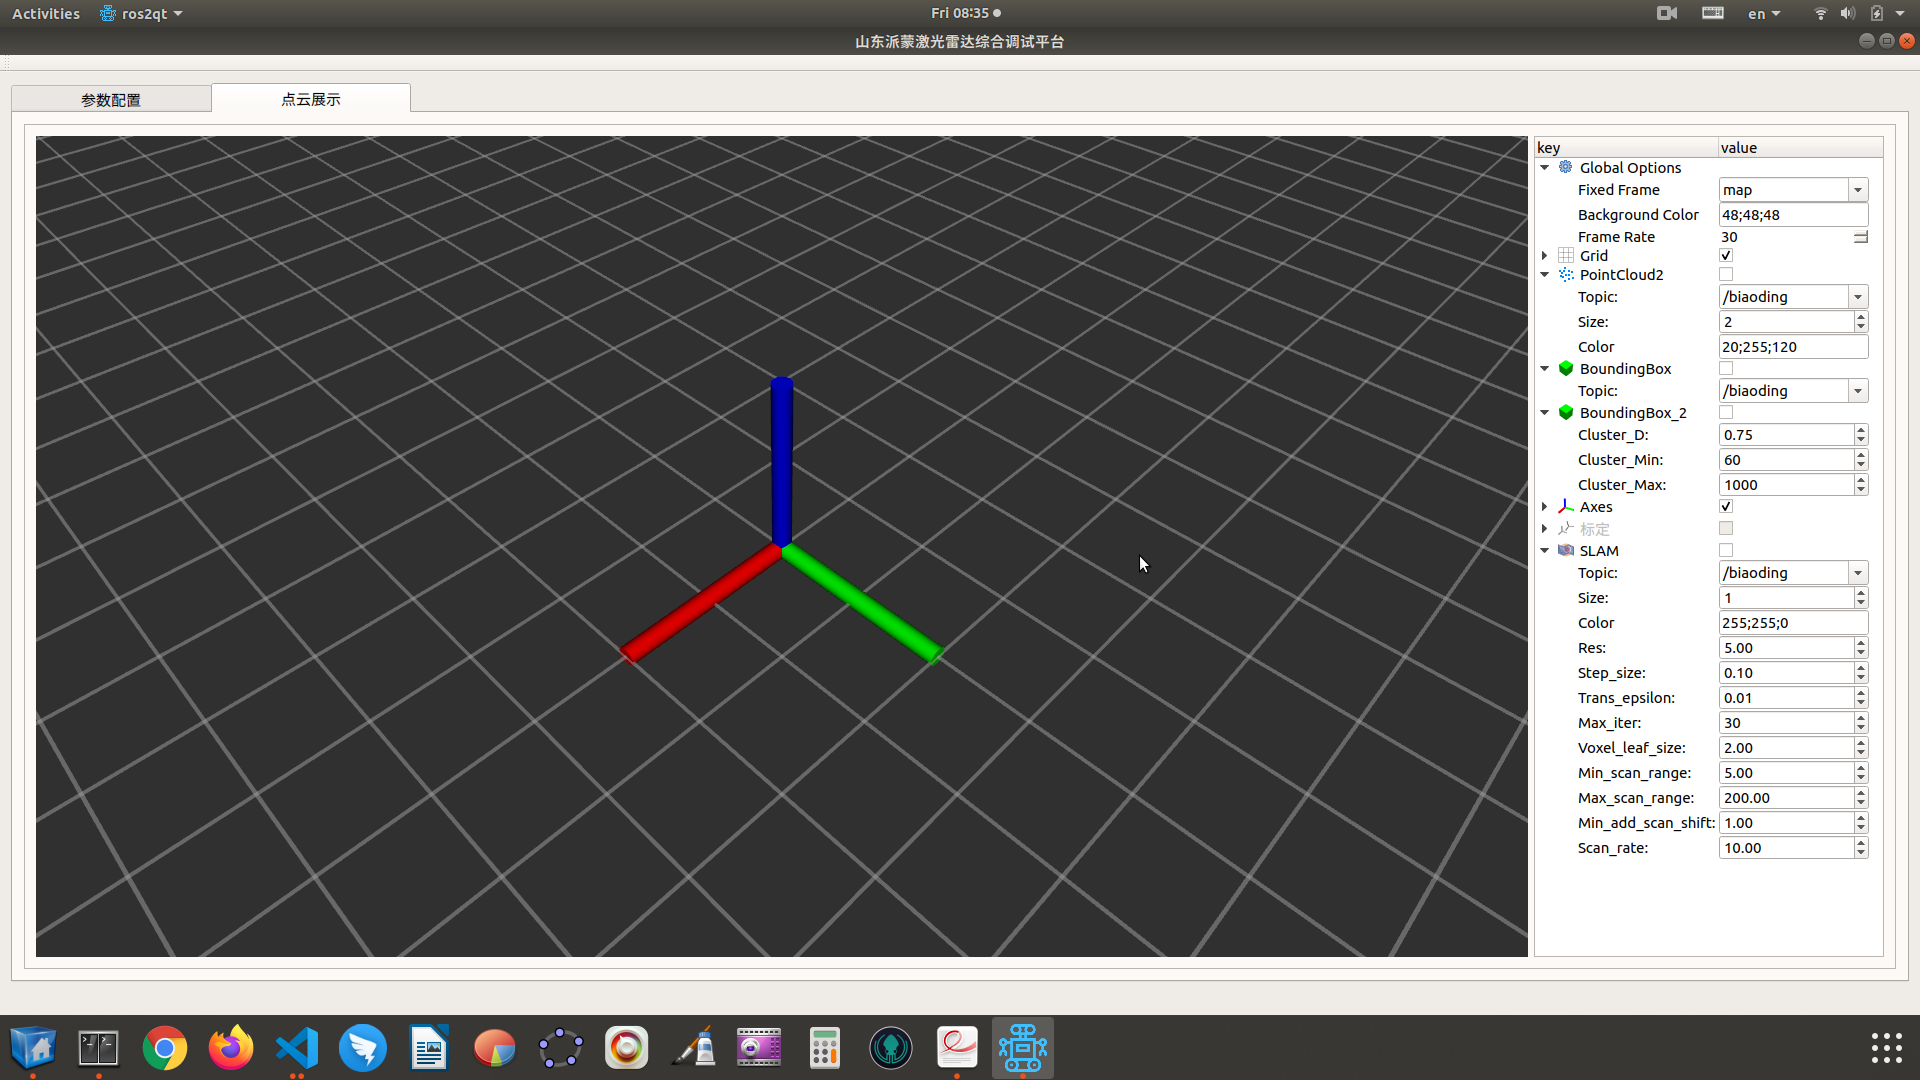 Activities ros2qt Fri 08:35 en
山东派蒙激光雷达综合调试平台
参数配置 点云展示
key value
Global Options
Fixed Frame map
Background Color 48;48;48
Frame Rate 30
Grid
PointCloud2
Topic: /biaoding
Size: 2
Color 20;255;120
BoundingBox
Topic: /biaoding
BoundingBox_2
Cluster_D: 0.75
Cluster_Min: 60
Cluster_Max: 1000
Axes
标定
SLAM
Topic: /biaoding
Size: 1
Color 255;255;0
Res: 5.00
Step_size: 0.10
Trans_epsilon: 0.01
Max_iter: 30
Voxel_leaf_size: 2.00
Min_scan_range: 5.00
Max_scan_range: 200.00
Min_add_scan_shift: 1.00
Scan_rate: 10.00